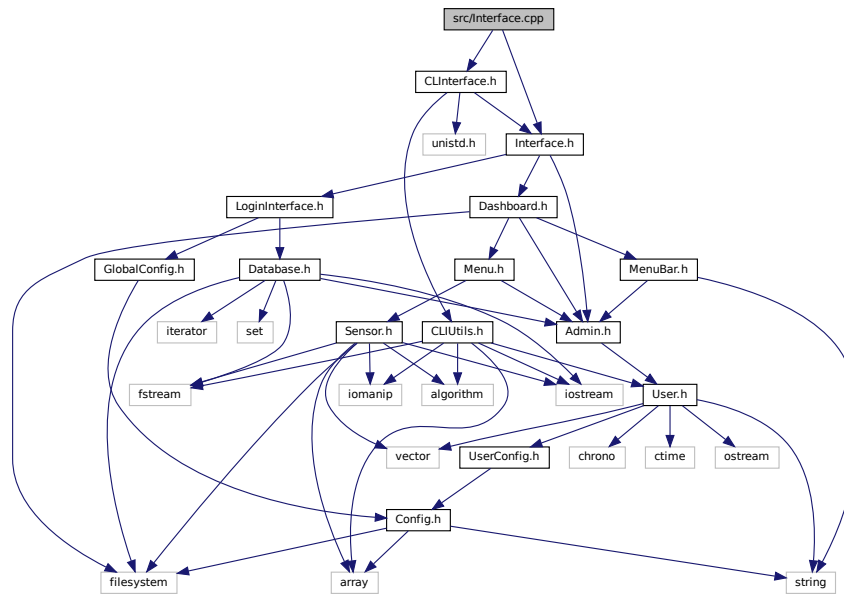 src/Interface.cpp
CLInterface.h
unistd.h
Interface.h
LoginInterface.h
Dashboard.h
GlobalConfig.h
Database.h
Menu.h
MenuBar.h
iterator
set
Sensor.h
CLIUtils.h
Admin.h
fstream
iomanip
algorithm
iostream
User.h
vector
UserConfig.h
chrono
ctime
ostream
Config.h
filesystem
array
string